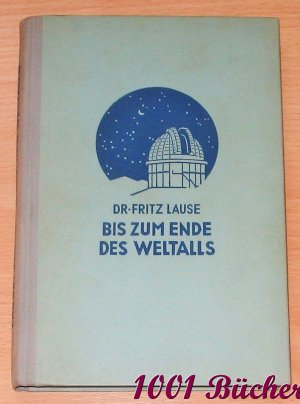 DR·FRITZ LAUSE
BIS ZUM ENDE
DES WELTALLS
1001 Bücher